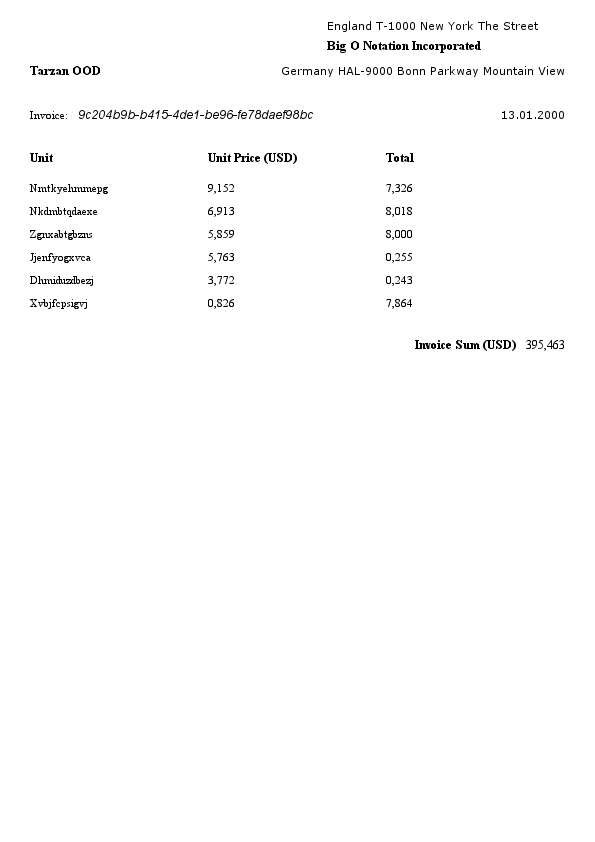 England T-1000 New York The Street
Big O Notation Incorporated
Tarzan OOD Germany HAL-9000 Bonn Parkway Mountain View
Invoice: 9c204b9b-b415-4de1-be96-fe78daef98bc 13.01.2000
Unit Unit Price (USD) Total
Nmtkyehmmepg 9,152 7,326
Nkdmbtqdaexe 6,913 8,018
Zgnxabtgbzns 5,859 8,000
Jjenfyogxvca 5,763 0,255
Dhmiduzdbezj 3,772 0,243
Xvbjfcpsigvj 0,826 7,864
Invoice Sum (USD) 395,463